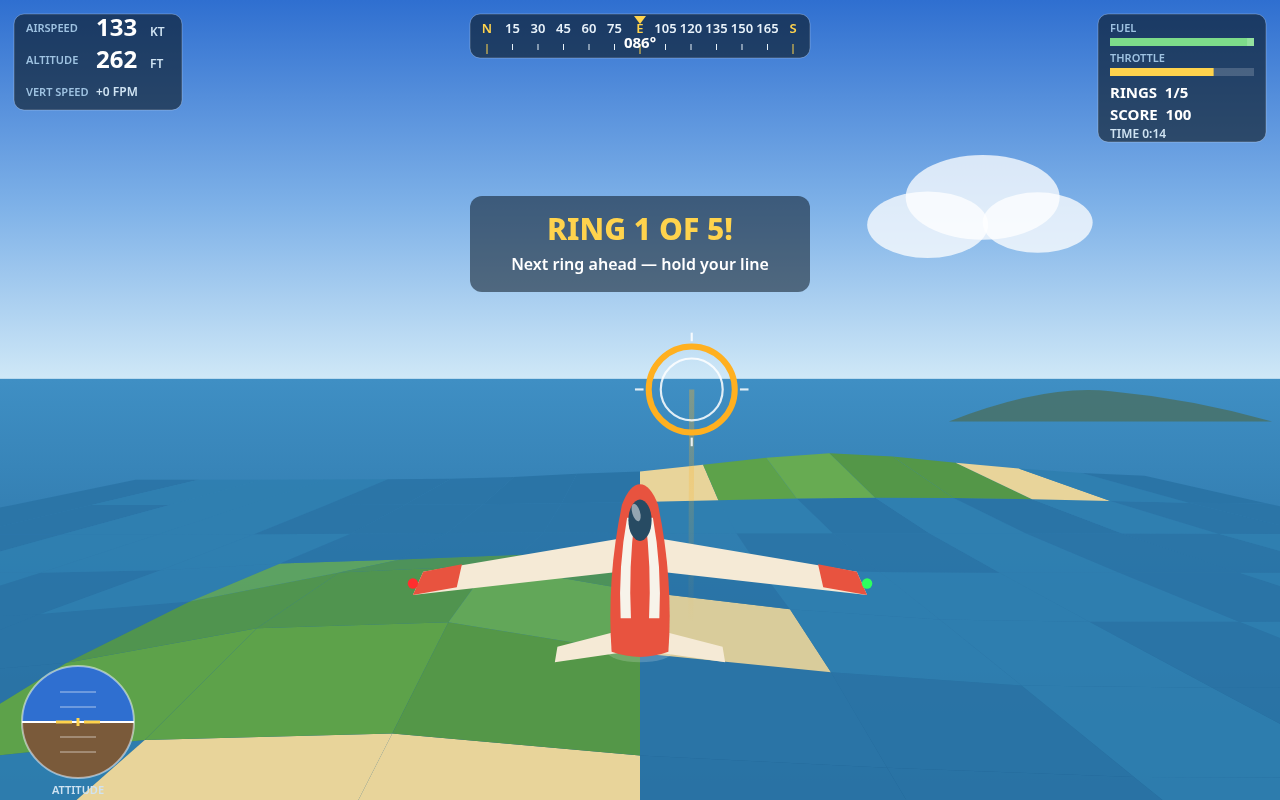 AIRSPEED 133 KT
ALTITUDE 262 FT
VERT SPEED +0 FPM
N 15 30 45 60 75 E 105 120 135 150 165 S
086°
FUEL
THROTTLE
RINGS 1/5
SCORE 100
TIME 0:14
RING 1 OF 5!
Next ring ahead — hold your line
ATTITUDE